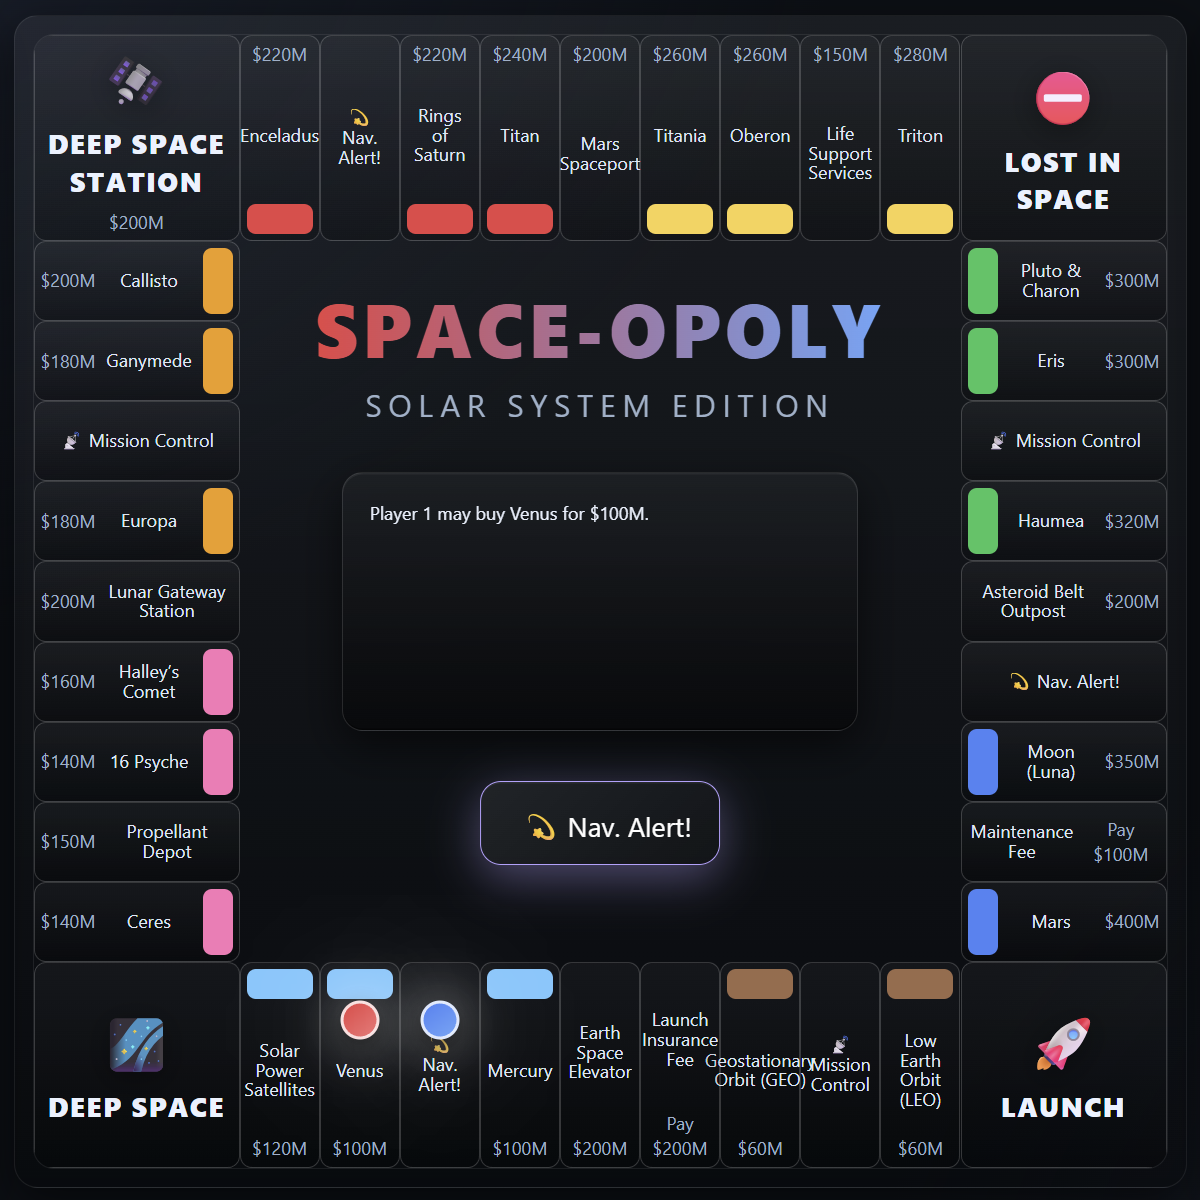 DEEP SPACE
STATION
$200M
$220M
Enceladus
Nav.
Alert!
$220M
Rings
of
Saturn
$240M
Titan
$200M
Mars
Spaceport
$260M
Titania
$260M
Oberon
$150M
Life
Support
Services
$280M
Triton
LOST IN
SPACE
$200M
Callisto
$180M
Ganymede
Mission Control
$180M
Europa
$200M
Lunar Gateway
Station
$160M
Halley's
Comet
$140M
16 Psyche
$150M
Propellant
Depot
$140M
Ceres
SPACE-OPOLY
SOLAR SYSTEM EDITION
Player 1 may buy Venus for $100M.
Nav. Alert!
Pluto &
Charon
$300M
Eris
$300M
Mission Control
Haumea
$320M
Asteroid Belt
Outpost
$200M
Nav. Alert!
Moon
(Luna)
$350M
Maintenance
Fee
Pay
$100M
Mars
$400M
DEEP SPACE
Solar
Power
Satellites
$120M
Venus
$100M
Nav.
Alert!
Mercury
$100M
Earth
Space
Elevator
$200M
Launch
Insurance
Fee
Pay
$200M
Geostationary
Orbit (GEO)
$60M
Mission
Control
Low
Earth
Orbit
(LEO)
$60M
LAUNCH